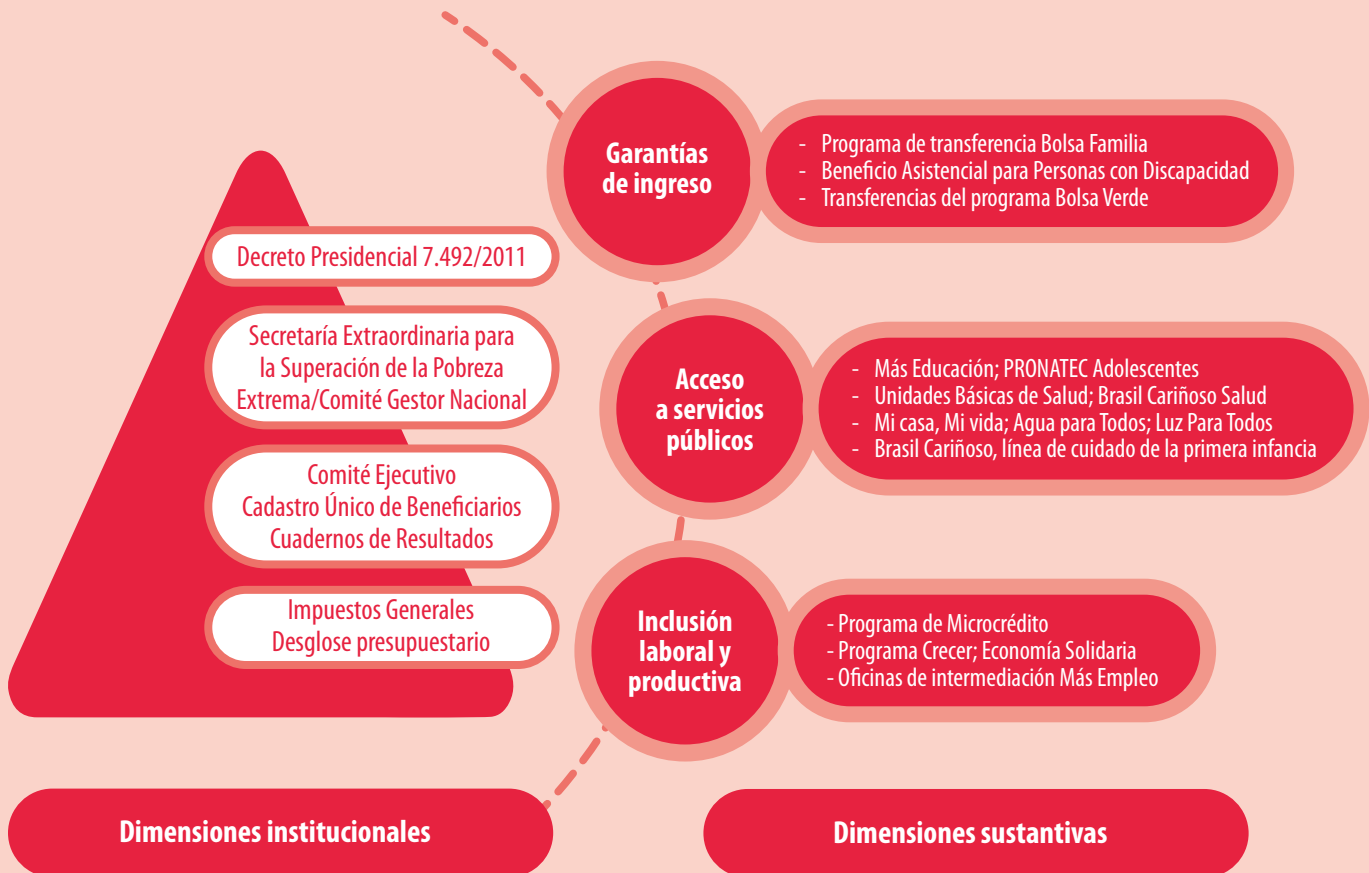 Garantías
de ingreso
- Programa de transferencia Bolsa Familia
- Beneficio Asistencial para Personas con Discapacidad
- Transferencias del programa Bolsa Verde
Decreto Presidencial 7.492/2011
Secretaría Extraordinaria para
la Superación de la Pobreza
Extrema/Comité Gestor Nacional
Acceso
a servicios
públicos
- Más Educación; PRONATEC Adolescentes
- Unidades Básicas de Salud; Brasil Cariñoso Salud
- Mi casa, Mi vida; Agua para Todos; Luz Para Todos
- Brasil Cariñoso, línea de cuidado de la primera infancia
Comité Ejecutivo
Cadastro Único de Beneficiarios
Cuadernos de Resultados
Impuestos Generales
Desglose presupuestario
Inclusión
laboral y
productiva
- Programa de Microcrédito
- Programa Crecer; Economía Solidaria
- Oficinas de intermediación Más Empleo
Dimensiones institucionales
Dimensiones sustantivas